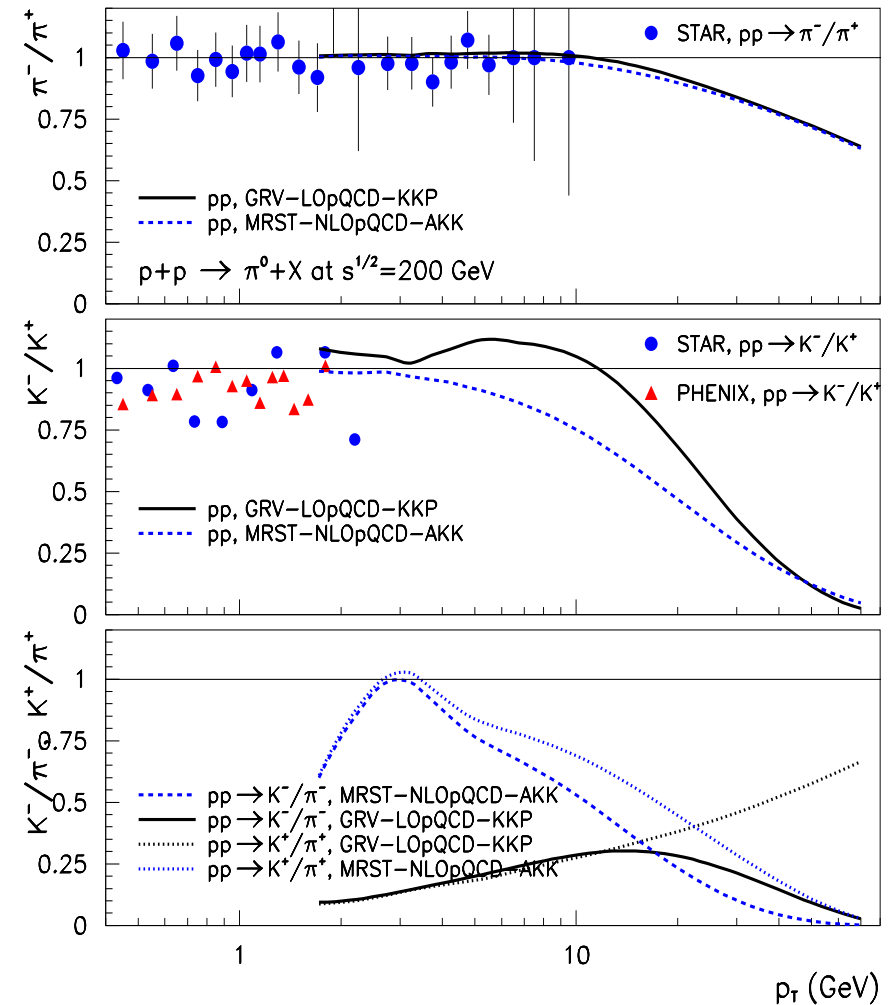 π⁻/π⁺
1
0.75
0.5
0.25
0
STAR, pp → π⁻/π⁺
pp, GRV−LOpQCD−KKP
pp, MRST−NLOpQCD−AKK
p+p → π⁰+X at s^1/2=200 GeV
K⁻/K⁺
1
0.75
0.5
0.25
0
STAR, pp→K⁻/K⁺
PHENIX, pp→K⁻/K⁺
pp, GRV−LOpQCD−KKP
pp, MRST−NLOpQCD−AKK
K⁻/π⁻, K⁺/π⁺
1
0.75
0.5
0.25
0
pp→K⁻/π⁻, MRST−NLOpQCD−AKK
pp→K⁻/π⁻, GRV−LOpQCD−KKP
pp→K⁺/π⁺, GRV−LOpQCD−KKP
pp→K⁺/π⁺, MRST−NLOpQCD−AKK
1 10
p_T (GeV)